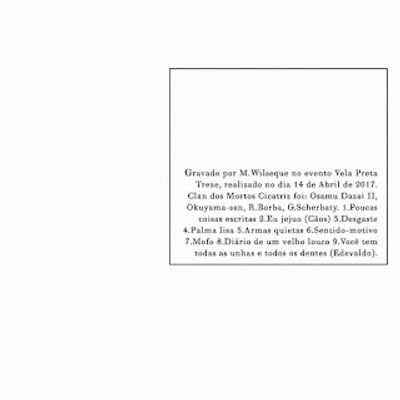 Gravado por M.Wilseque no evento Vela Preta
Treze, realizado no dia 14 de Abril de 2017.
Clan dos Mortos Cicatriz foi: Osamu Dazai II,
Okuyama-san, R.Borba, G.Scherbaty. 1.Poucas
coisas escritas 2.Eu jejuo (Cãos) 3.Desgaste
4.Palma lisa 5.Armas quietas 6.Sentido-motivo
7.Mofo 8.Diário de um velho louco 9.Você tem
todas as unhas e todos os dentes (Edevaldo).